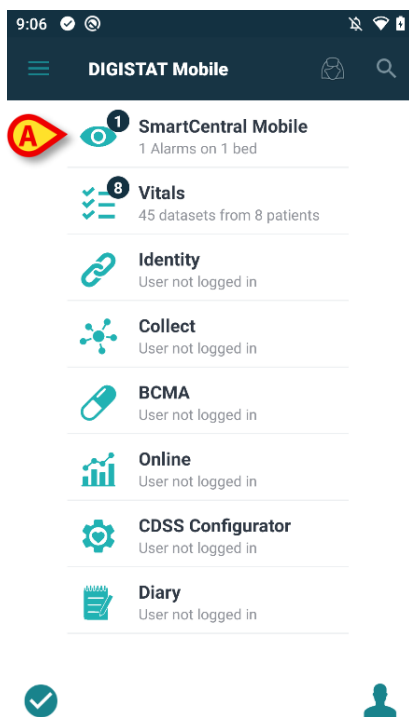 9:06
DIGISTAT Mobile
A
1
SmartCentral Mobile
1 Alarms on 1 bed
8
Vitals
45 datasets from 8 patients
Identity
User not logged in
Collect
User not logged in
BCMA
User not logged in
Online
User not logged in
CDSS Configurator
User not logged in
Diary
User not logged in